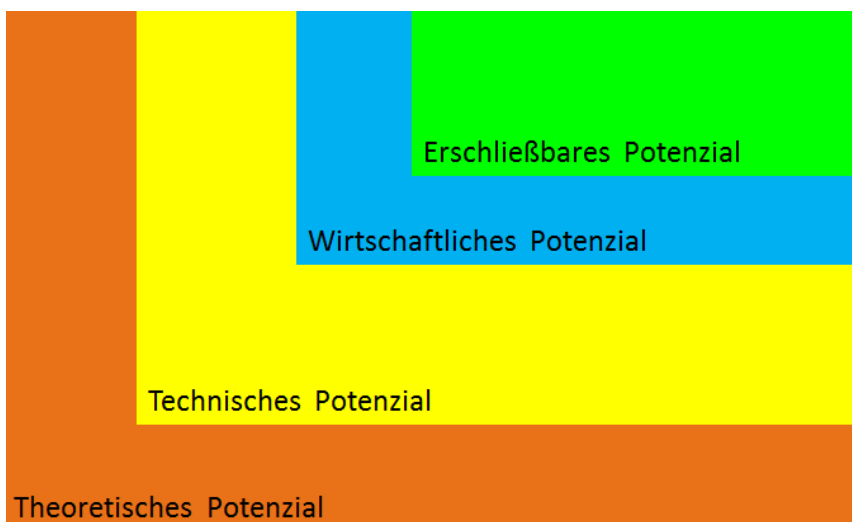 Erschließbares Potenzial
Wirtschaftliches Potenzial
Technisches Potenzial
Theoretisches Potenzial